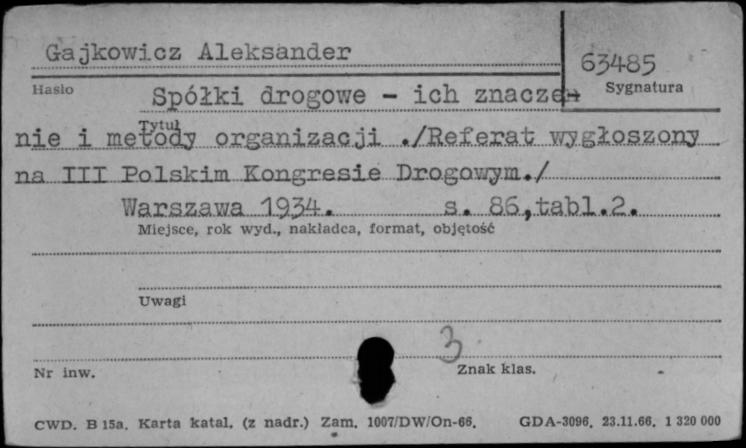 Gajkowicz Aleksander
63485
Hasło
Sygnatura
Spółki drogowe - ich znacze-
Tytuł
nie i metody organizacji ./Referat wygłoszony
na III Polskim Kongresie Drogowym./
Warszawa 1934. s. 86,tabl.2.
Miejsce, rok wyd., nakładca, format, objętość
Uwagi
3
Nr inw.
Znak klas.
CWD. B 15a. Karta katal. (z nadr.) Zam. 1007/DW/On-66. GDA-3096. 23.11.66. 1 320 000